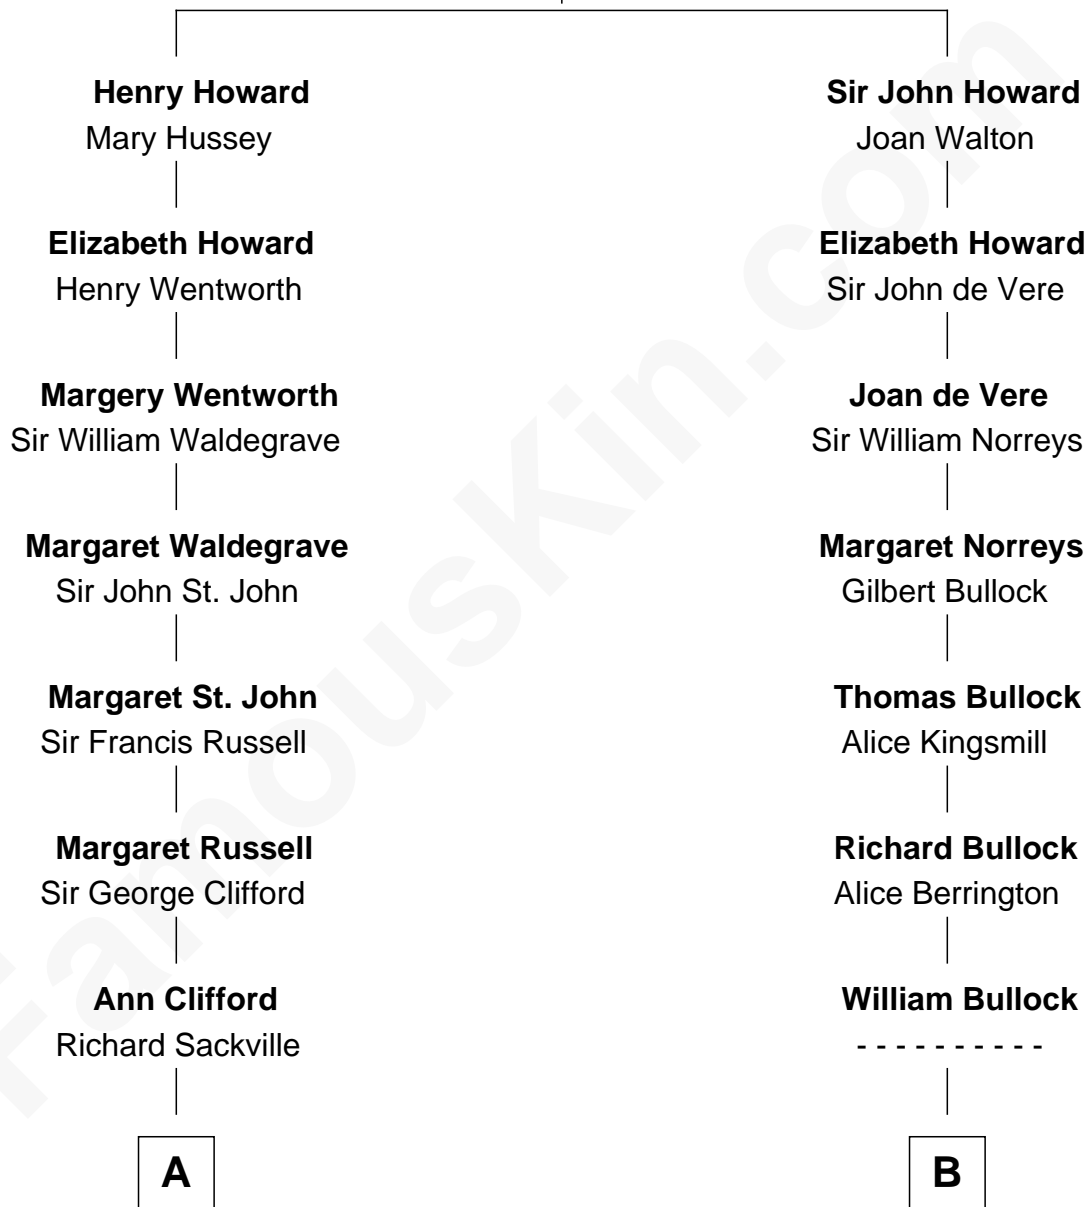 Henry Howard
Mary Hussey
Elizabeth Howard
Henry Wentworth
Margery Wentworth
Sir William Waldegrave
Margaret Waldegrave
Sir John St. John
Margaret St. John
Sir Francis Russell
Margaret Russell
Sir George Clifford
Ann Clifford
Richard Sackville
A
Sir John Howard
Joan Walton
Elizabeth Howard
Sir John de Vere
Joan de Vere
Sir William Norreys
Margaret Norreys
Gilbert Bullock
Thomas Bullock
Alice Kingsmill
Richard Bullock
Alice Berrington
William Bullock
- - - - - - - - - -
B
FamousKin.com